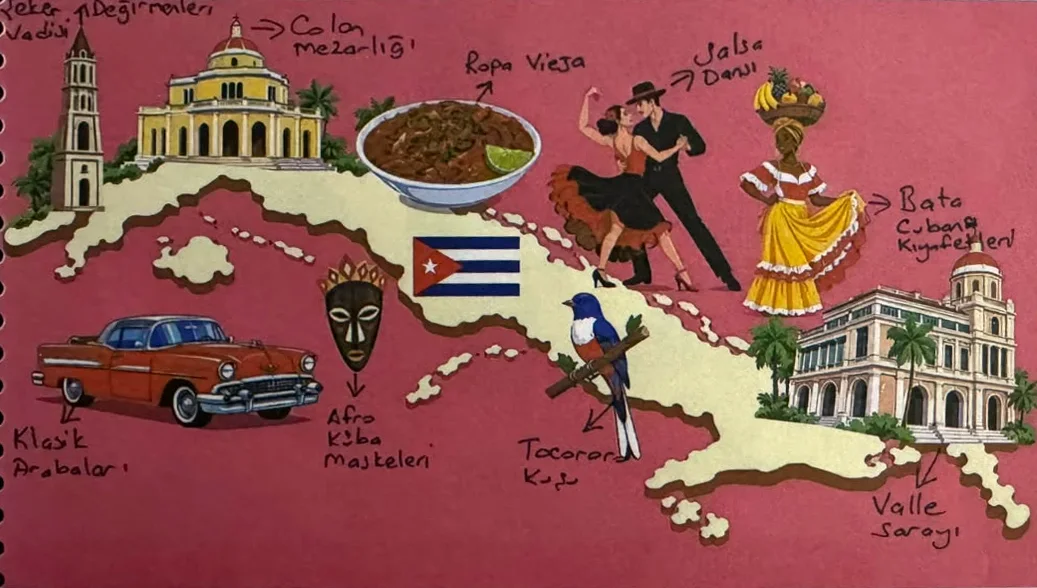 Şeker Değirmenleri
Vadisi
Colon
Mezarlığı
Ropa Vieja
Salsa
Dansı
Bata
Cubana
Kıyafetleri
Klasik
Arabaları
Afro
Küba
Maskeleri
Tocororo
Kuşu
Valle
Sarayı